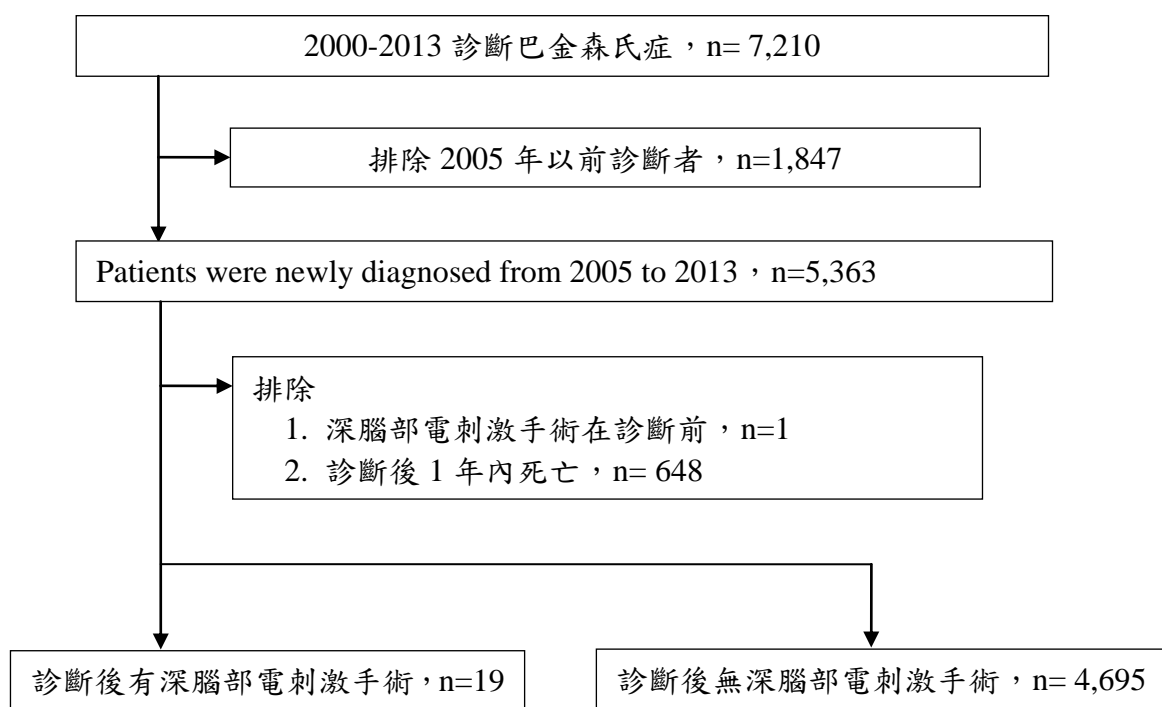 2000-2013 診斷巴金森氏症，n= 7,210
排除 2005 年以前診斷者，n=1,847
Patients were newly diagnosed from 2005 to 2013，n=5,363
排除
1. 深腦部電刺激手術在診斷前，n=1
2. 診斷後 1 年內死亡，n= 648
診斷後有深腦部電刺激手術，n=19
診斷後無深腦部電刺激手術，n= 4,695